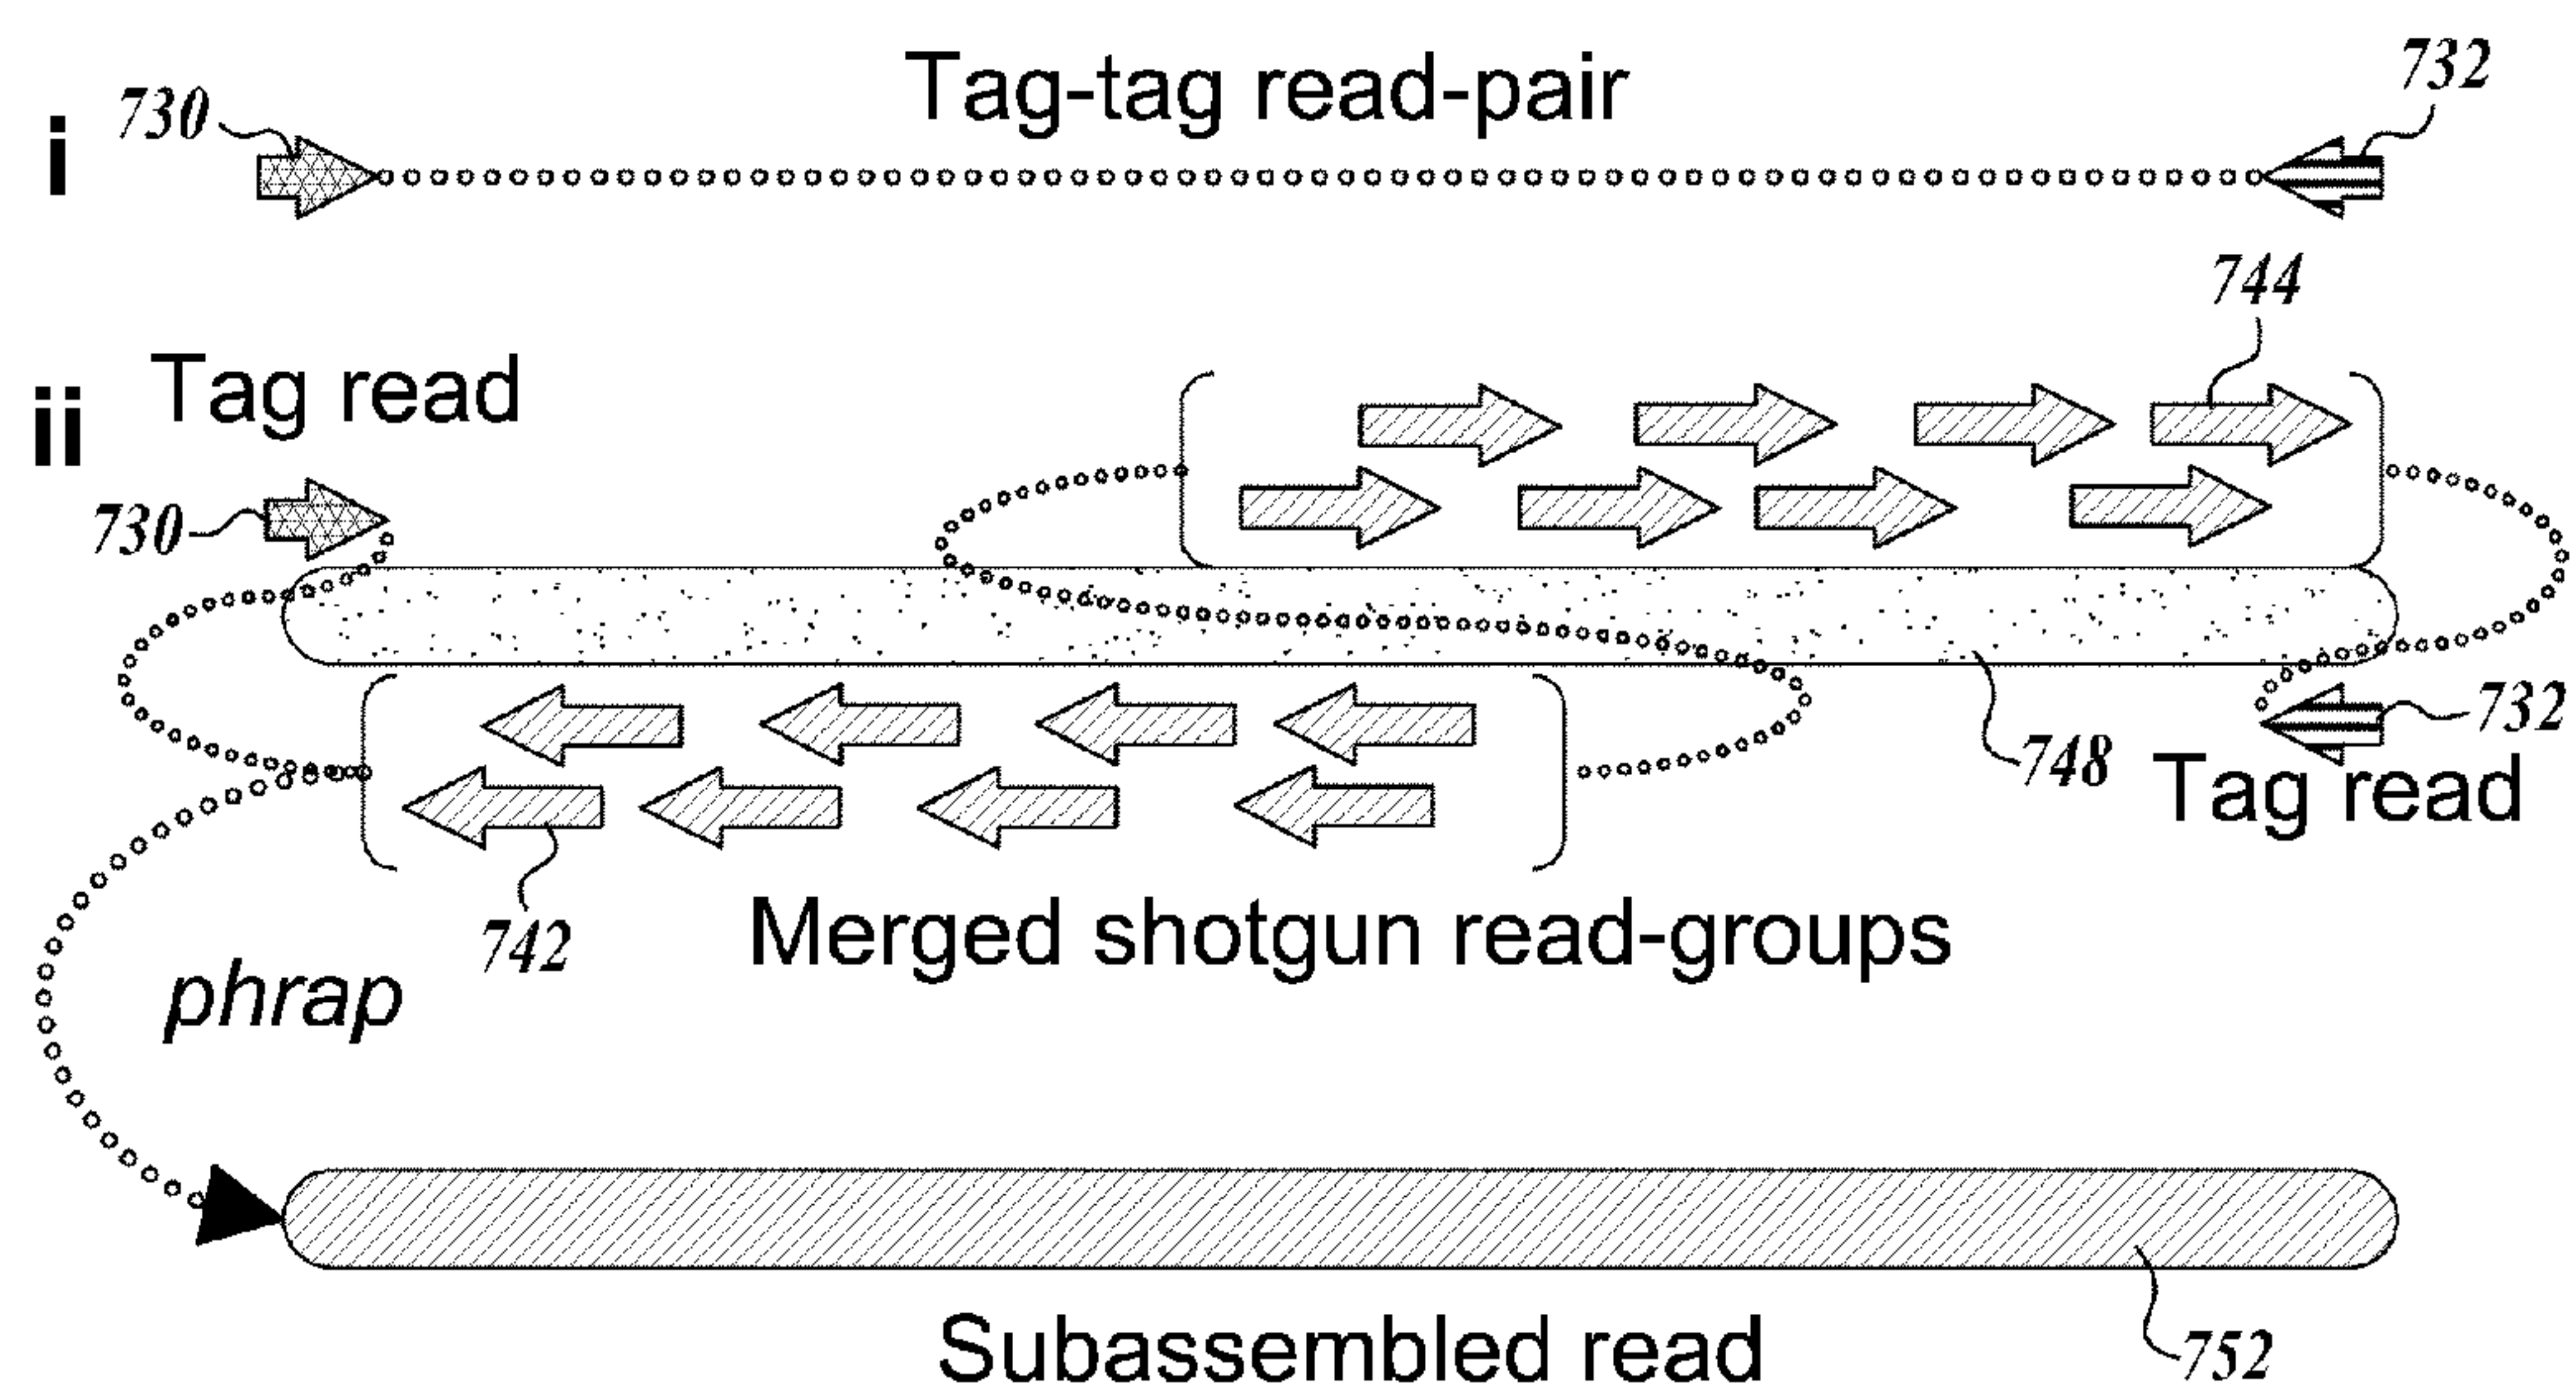 Tag-tag read-pair
732
i
730
744
ii
Tag read
730
732
748
Tag read
742
Merged shotgun read-groups
phrap
Subassembled read
752